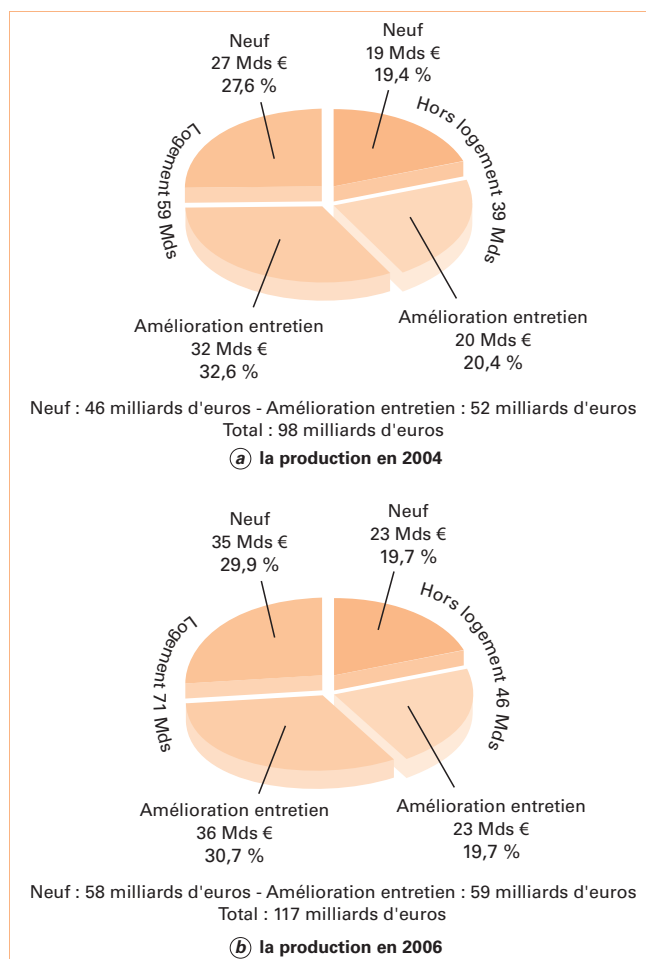 Neuf
27 Mds €
27,6 %
Neuf
19 Mds €
19,4 %
Logement 59 Mds
Hors logement 39 Mds
Amélioration entretien
32 Mds €
32,6 %
Amélioration entretien
20 Mds €
20,4 %
Neuf : 46 milliards d'euros - Amélioration entretien : 52 milliards d'euros
Total : 98 milliards d'euros
a la production en 2004
Neuf
35 Mds €
29,9 %
Neuf
23 Mds €
19,7 %
Logement 71 Mds
Hors logement 46 Mds
Amélioration entretien
36 Mds €
30,7 %
Amélioration entretien
23 Mds €
19,7 %
Neuf : 58 milliards d'euros - Amélioration entretien : 59 milliards d'euros
Total : 117 milliards d'euros
b la production en 2006